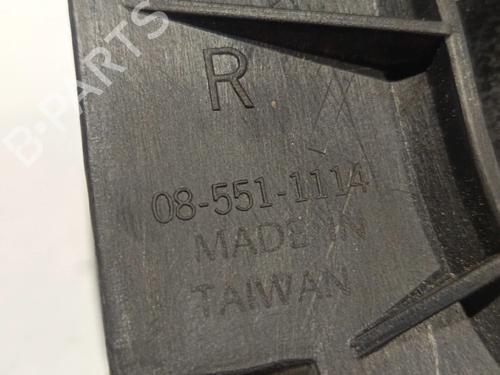 R
B-PARTS
08-551-1114
MADE IN
TAIWAN